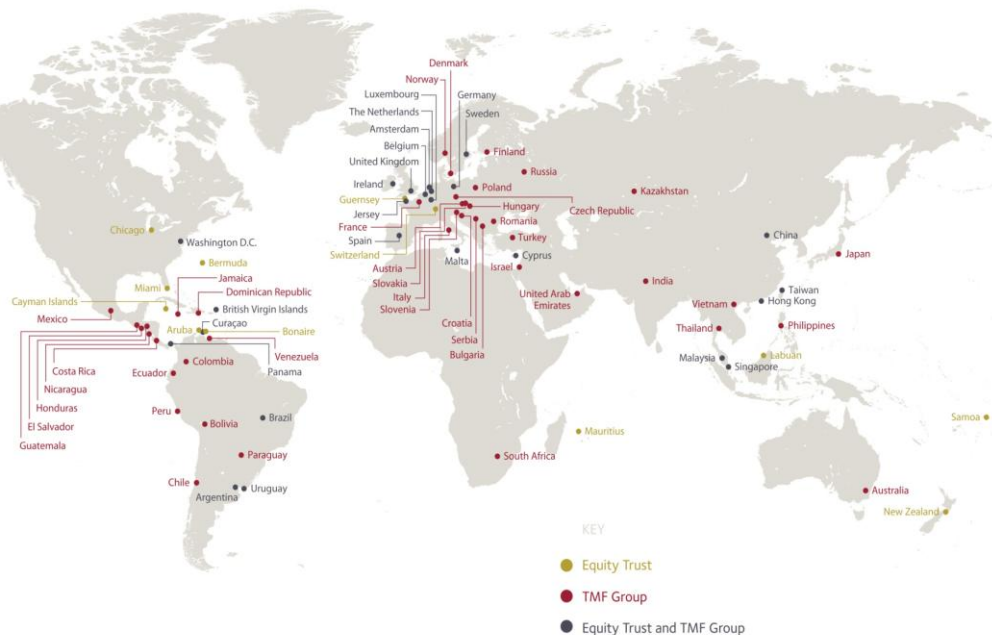 Denmark
Norway
Luxembourg
Germany
The Netherlands
Sweden
Amsterdam
Belgium
United Kingdom
Finland
Russia
Ireland
Poland
Kazakhstan
Guernsey
Hungary
Czech Republic
Jersey
France
Romania
Chicago
Spain
Turkey
China
Washington D.C.
Switzerland
Japan
Bermuda
Austria
Malta
Cyprus
Israel
Jamaica
Slovakia
India
Miami
Dominican Republic
Italy
United Arab
Emirates
Taiwan
Cayman Islands
British Virgin Islands
Slovenia
Vietnam
Hong Kong
Mexico
Curaçao
Croatia
Aruba
Bonaire
Thailand
Philippines
Serbia
Venezuela
Bulgaria
Malaysia
Labuan
Colombia
Singapore
Costa Rica
Ecuador
Panama
Nicaragua
Honduras
Peru
Brazil
Samoa
El Salvador
Bolivia
Mauritius
Guatemala
Paraguay
South Africa
Chile
Uruguay
Argentina
Australia
New Zealand
KEY
Equity Trust
TMF Group
Equity Trust and TMF Group